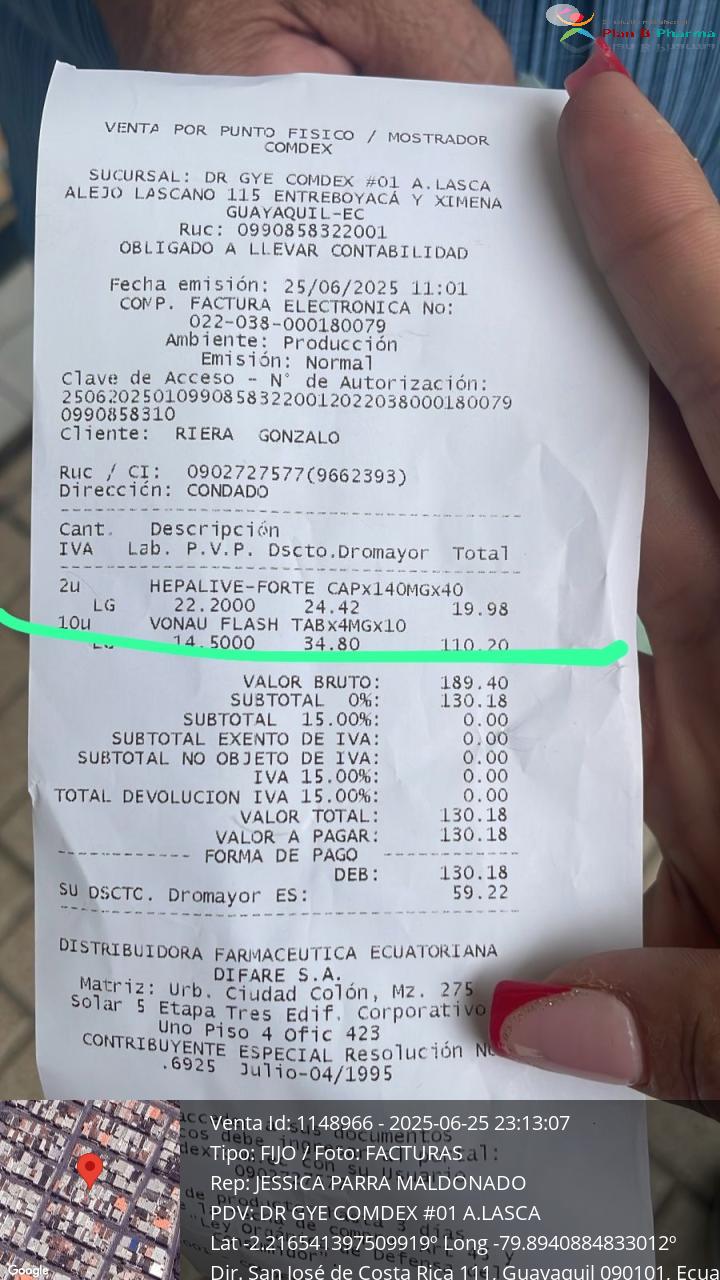 Plan B Pharma
VENTA POR PUNTO FISICO / MOSTRADOR
COMDEX
SUCURSAL: DR GYE COMDEX #01 A.LASCA
ALEJO LASCANO 115 ENTREBOYACÁ Y XIMENA
GUAYAQUIL-EC
Ruc: 0990858322001
OBLIGADO A LLEVAR CONTABILIDAD
Fecha emisión: 25/06/2025 11:01
COMP. FACTURA ELECTRONICA No:
022-038-000180079
Ambiente: Producción
Emisión: Normal
Clave de Acceso - N° de Autorización:
250620250109908583220012022038000180079
0990858310
Cliente: RIERA GONZALO
Ruc / CI: 0902727577(9662393)
Dirección: CONDADO
Cant. Descripción
IVA Lab. P.V.P. Dscto.Dromayor Total
2u HEPALIVE-FORTE CAPx140MGx40
LG 22.2000 24.42 19.98
10u VONAU FLASH TABx4MGx10
14.5000 34.80 110.20
VALOR BRUTO: 189.40
SUBTOTAL 0%: 130.18
SUBTOTAL 15.00%: 0.00
SUBTOTAL EXENTO DE IVA: 0.00
SUBTOTAL NO OBJETO DE IVA: 0.00
IVA 15.00%: 0.00
TOTAL DEVOLUCION IVA 15.00%: 0.00
VALOR TOTAL: 130.18
VALOR A PAGAR: 130.18
---------- FORMA DE PAGO ----------
DEB: 130.18
SU DSCTC. Dromayor ES: 59.22
DISTRIBUIDORA FARMACEUTICA ECUATORIANA
DIFARE S.A.
Matriz: Urb. Ciudad Colón, Mz. 275
Solar 5 Etapa Tres Edif. Corporativo
Uno Piso 4 Ofic 423
CONTRIBUYENTE ESPECIAL Resolución
.6925 Julio-04/1995
Venta Id: 1148966 - 2025-06-25 23:13:07
Tipo: FIJO / Foto: FACTURAS
Rep: JESSICA PARRA MALDONADO
PDV: DR GYE COMDEX #01 A.LASCA
Lat -2.216541397509919º Long -79.8940884833012º
Dir. San José de Costa Rica 111, Guayaquil 090101, Ecua
Google